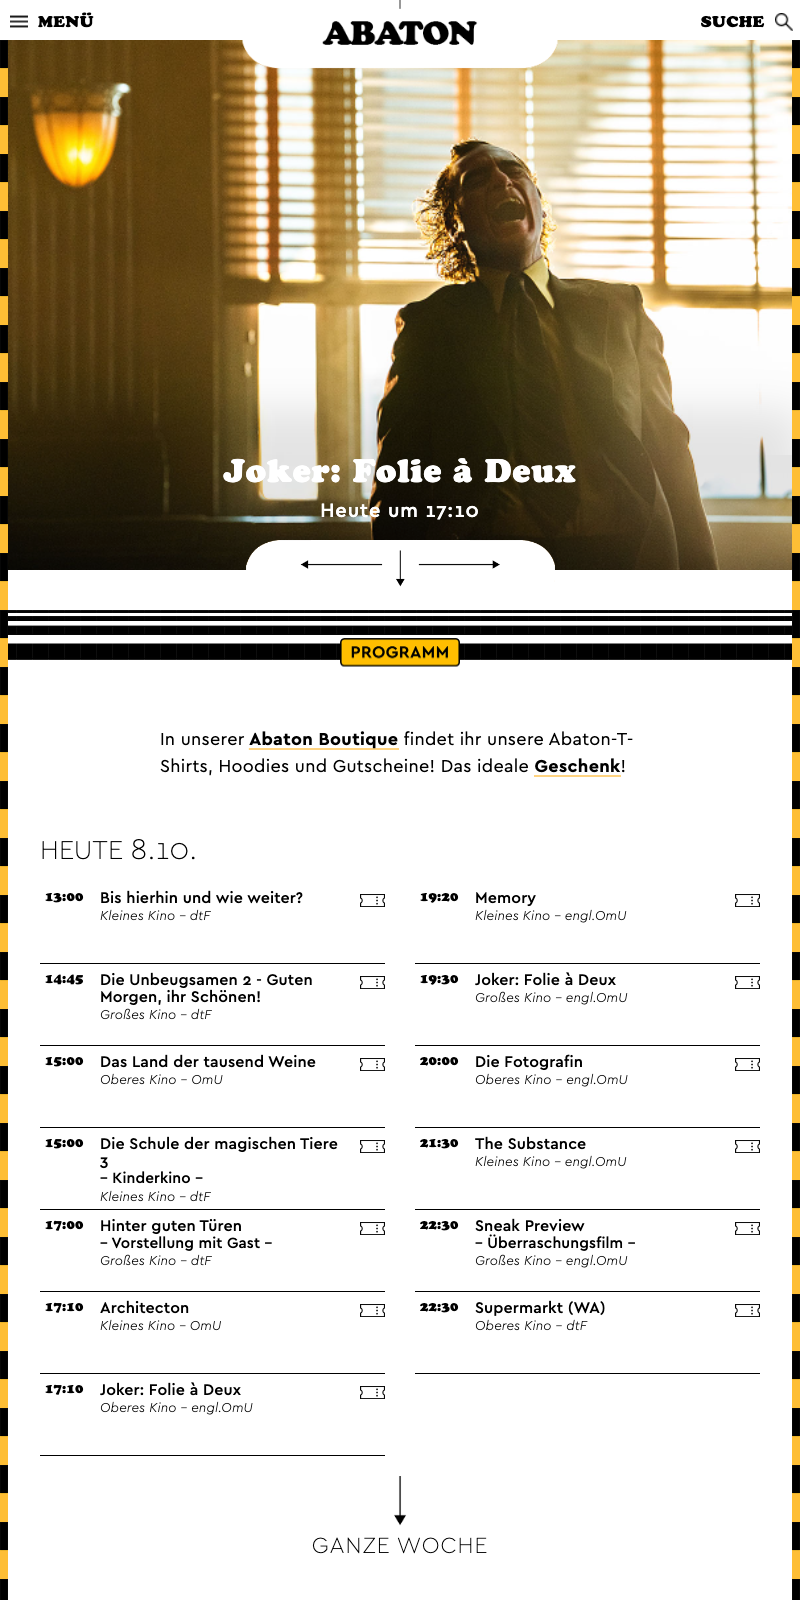 MENÜ
ABATON
SUCHE
Joker: Folie à Deux
Heute um 17:10
PROGRAMM
In unserer Abaton Boutique findet ihr unsere Abaton-T-
Shirts, Hoodies und Gutscheine! Das ideale Geschenk!
HEUTE 8.10.
13:00 Bis hierhin und wie weiter?
Kleines Kino – dtF
14:45 Die Unbeugsamen 2 - Guten
Morgen, ihr Schönen!
Großes Kino – dtF
15:00 Das Land der tausend Weine
Oberes Kino – OmU
15:00 Die Schule der magischen Tiere
3
– Kinderkino –
Kleines Kino – dtF
17:00 Hinter guten Türen
– Vorstellung mit Gast –
Großes Kino – dtF
17:10 Architecton
Kleines Kino – OmU
17:10 Joker: Folie à Deux
Oberes Kino – engl.OmU
19:20 Memory
Kleines Kino – engl.OmU
19:30 Joker: Folie à Deux
Großes Kino – engl.OmU
20:00 Die Fotografin
Oberes Kino – engl.OmU
21:30 The Substance
Kleines Kino – engl.OmU
22:30 Sneak Preview
– Überraschungsfilm –
Großes Kino – engl.OmU
22:30 Supermarkt (WA)
Oberes Kino – dtF
GANZE WOCHE